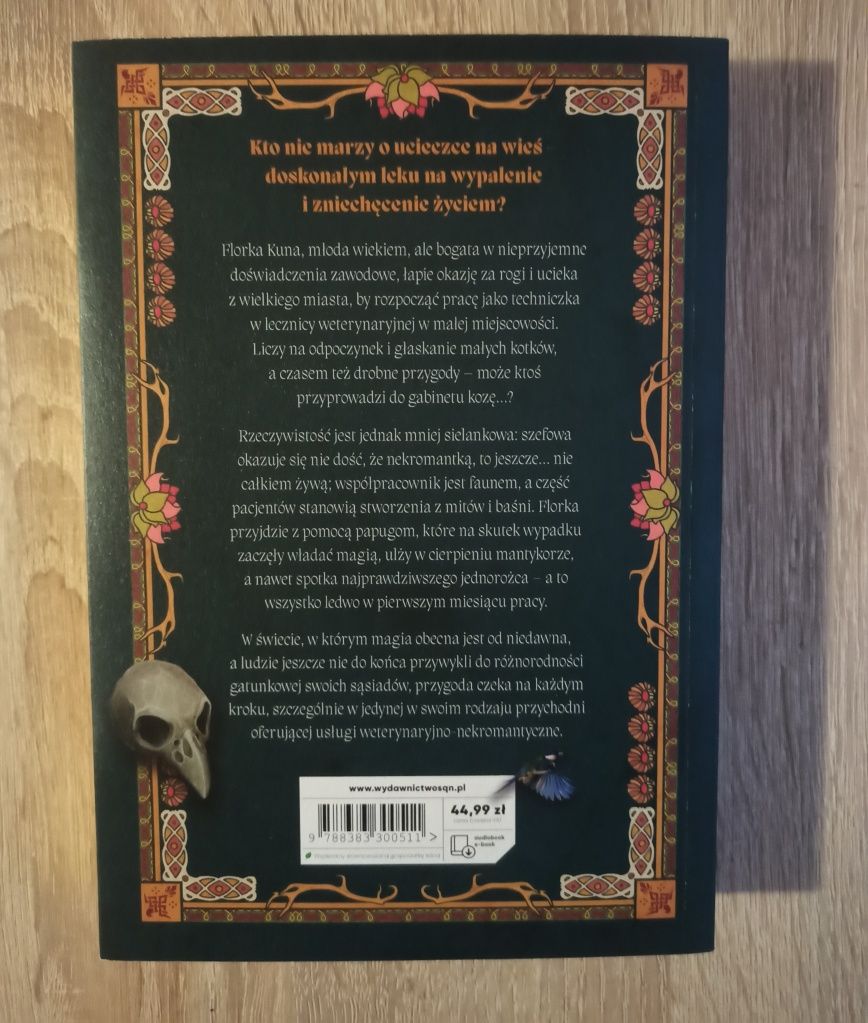 Kto nie marzy o ucieczce na wieś –
doskonałym leku na wypalenie
i zniechęcenie życiem?
Florka Kuna, młoda wiekiem, ale bogata w nieprzyjemne
doświadczenia zawodowe, łapie okazję za rogi i ucieka
z wielkiego miasta, by rozpocząć pracę jako techniczka
w lecznicy weterynaryjnej w małej miejscowości.
Liczy na odpoczynek i głaskanie małych kotków,
a czasem też drobne przygody – może ktoś
przyprowadzi do gabinetu kozę...?
Rzeczywistość jest jednak mniej sielankowa: szefowa
okazuje się nie dość, że nekromantką, to jeszcze... nie
całkiem żywą; współpracownik jest faunem, a część
pacjentów stanowią stworzenia z mitów i baśni. Florka
przyjdzie z pomocą papugom, które na skutek wypadku
zaczęły władać magią, ulży w cierpieniu mantykorze,
a nawet spotka najprawdziwszego jednorożca – a to
wszystko ledwo w pierwszym miesiącu pracy.
W świecie, w którym magia obecna jest od niedawna,
a ludzie jeszcze nie do końca przywykli do różnorodności
gatunkowej swoich sąsiadów, przygoda czeka na każdym
kroku, szczególnie w jedynej w swoim rodzaju przychodni
oferującej usługi weterynaryjno-nekromantyczne.
www.wydawnictwosqn.pl
44,99 zł
audiobook
e-book
9 788383 300511 >